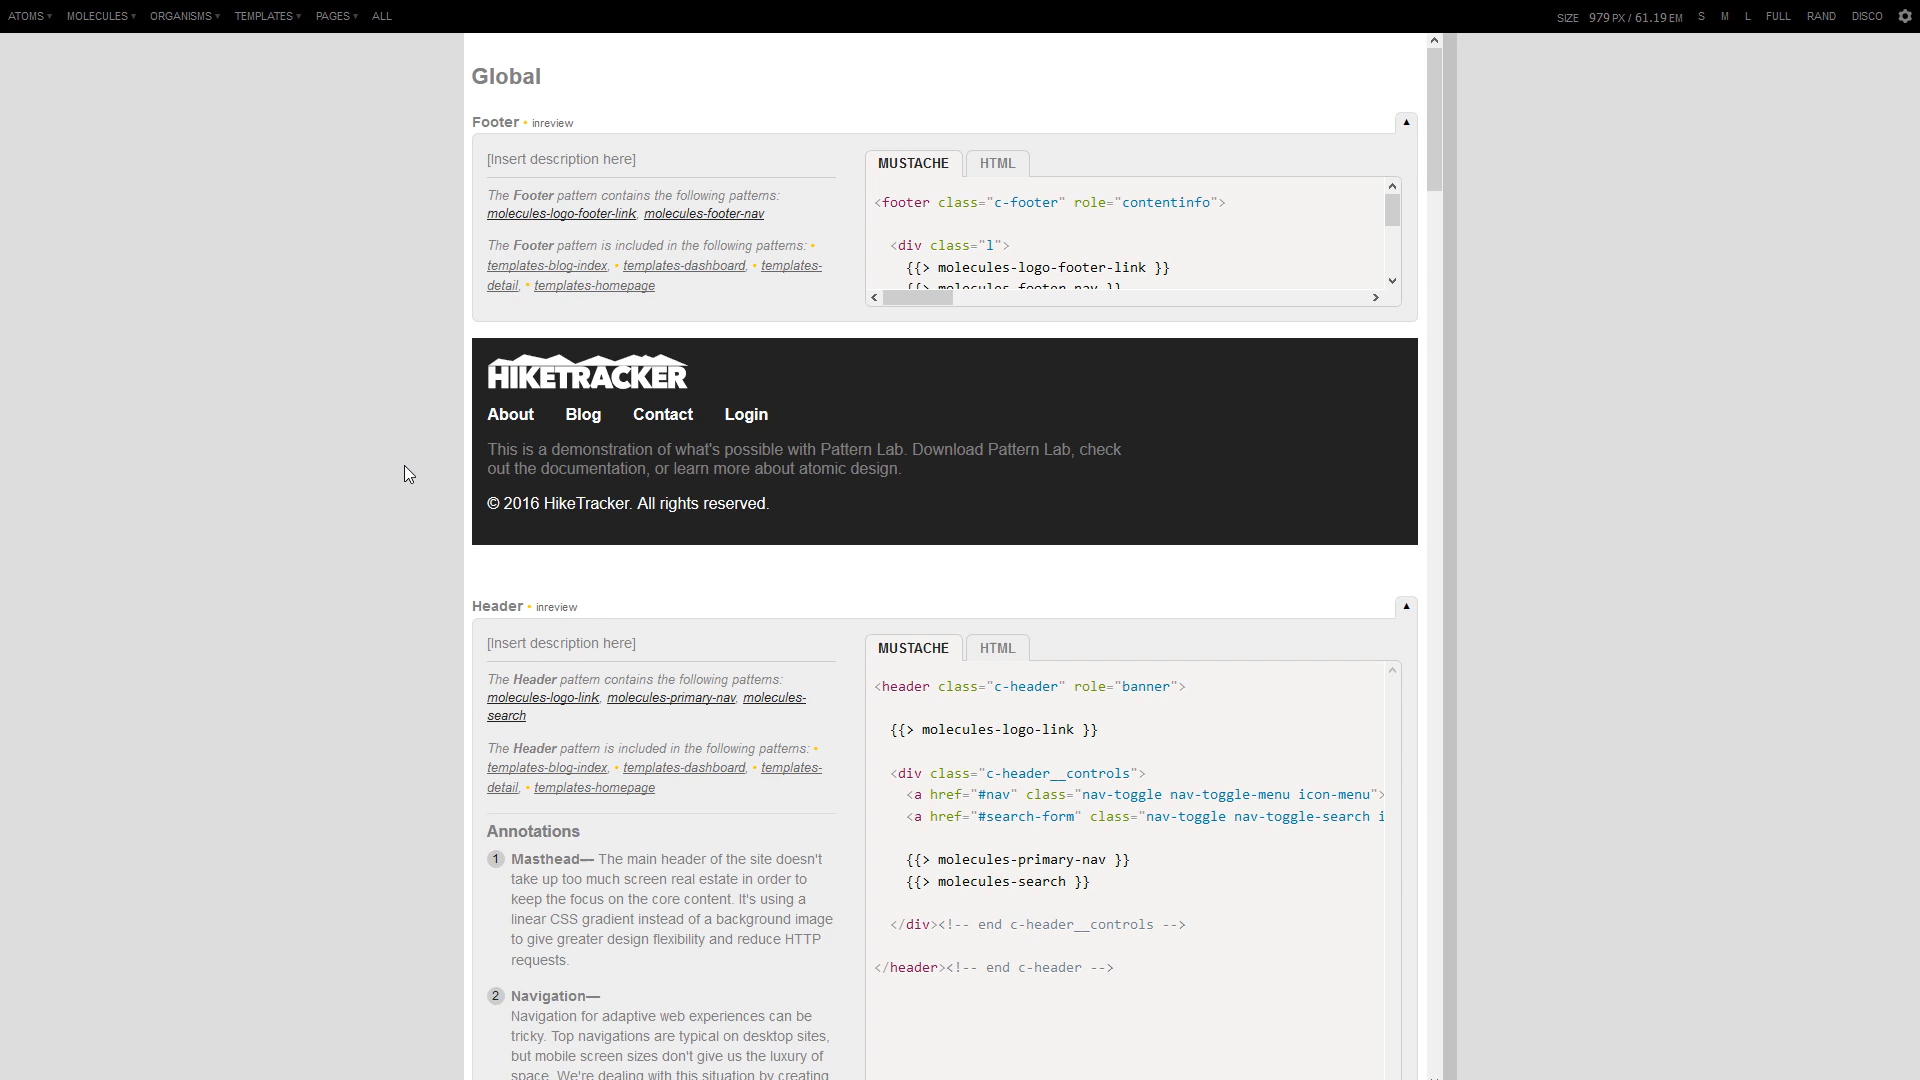 ATOMS▾ MOLECULES▾ ORGANISMS▾ TEMPLATES▾ PAGES▾ ALL SIZE 979 PX / 61.19 EM S M L FULL RAND DISCO
Global
Footer • inreview ▲
[Insert description here]
The Footer pattern contains the following patterns:
molecules-logo-footer-link, molecules-footer-nav
The Footer pattern is included in the following patterns: •
templates-blog-index, • templates-dashboard, • templates-
detail, • templates-homepage
MUSTACHE HTML
<footer class="c-footer" role="contentinfo">
<div class="l">
{{> molecules-logo-footer-link }}
{{> molecules-footer-nav }}
HIKETRACKER
About Blog Contact Login
This is a demonstration of what's possible with Pattern Lab. Download Pattern Lab, check
out the documentation, or learn more about atomic design.
© 2016 HikeTracker. All rights reserved.
Header • inreview ▲
[Insert description here]
The Header pattern contains the following patterns:
molecules-logo-link, molecules-primary-nav, molecules-
search
The Header pattern is included in the following patterns: •
templates-blog-index, • templates-dashboard, • templates-
detail, • templates-homepage
Annotations
1 Masthead— The main header of the site doesn't
take up too much screen real estate in order to
keep the focus on the core content. It's using a
linear CSS gradient instead of a background image
to give greater design flexibility and reduce HTTP
requests.
2 Navigation—
Navigation for adaptive web experiences can be
tricky. Top navigations are typical on desktop sites,
but mobile screen sizes don't give us the luxury of
space. We're dealing with this situation by creating
MUSTACHE HTML
<header class="c-header" role="banner">
{{> molecules-logo-link }}
<div class="c-header__controls">
<a href="#nav" class="nav-toggle nav-toggle-menu icon-menu">
<a href="#search-form" class="nav-toggle nav-toggle-search i
{{> molecules-primary-nav }}
{{> molecules-search }}
</div><!-- end c-header__controls -->
</header><!-- end c-header -->